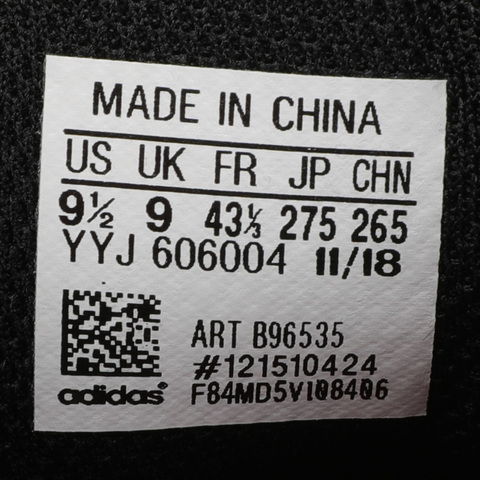 MADE IN CHINA
US UK FR JP CHN
9½ 9 43⅓ 275 265
YYJ 606004 11/18
ART B96535
#121510424
adidas® F84MD5V108406